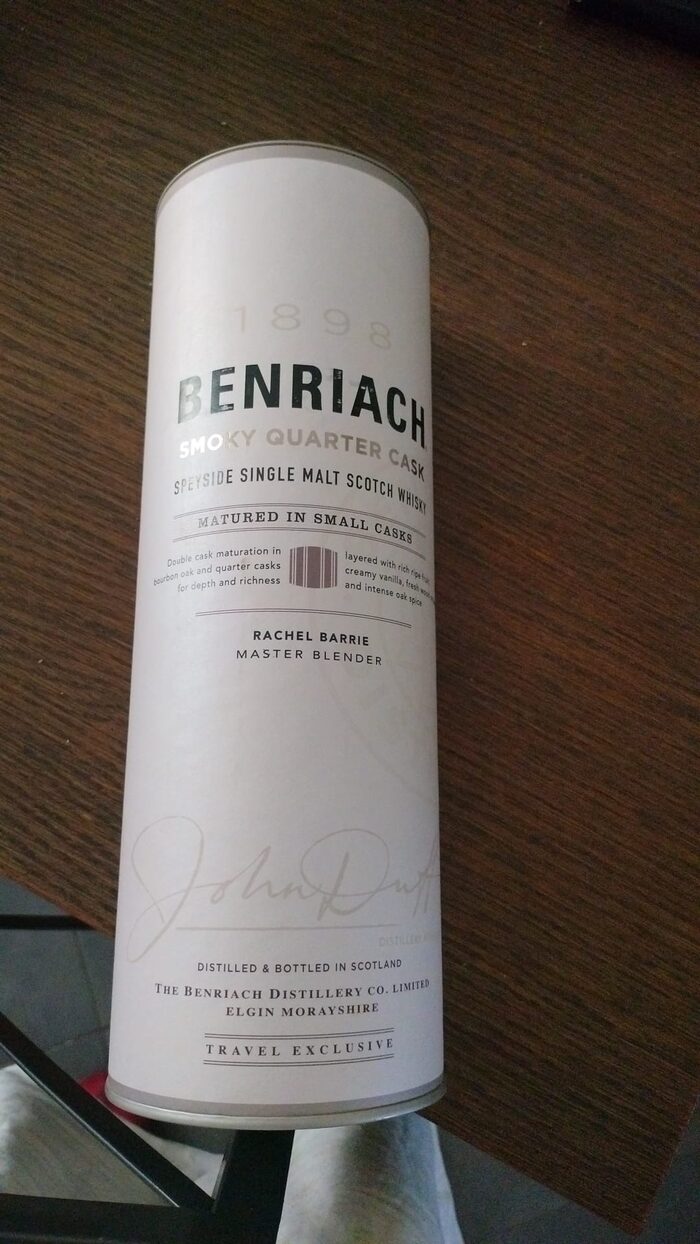 1898
BENRIACH
SMOKY QUARTER CASK
SPEYSIDE SINGLE MALT SCOTCH WHISKY
MATURED IN SMALL CASKS
Double cask maturation in
bourbon oak and quarter casks
for depth and richness
layered with rich ripe
creamy vanilla, fresh
and intense oak spice
RACHEL BARRIE
MASTER BLENDER
John Duff
DISTILLED & BOTTLED IN SCOTLAND
THE BENRIACH DISTILLERY CO. LIMITED
ELGIN MORAYSHIRE
TRAVEL EXCLUSIVE